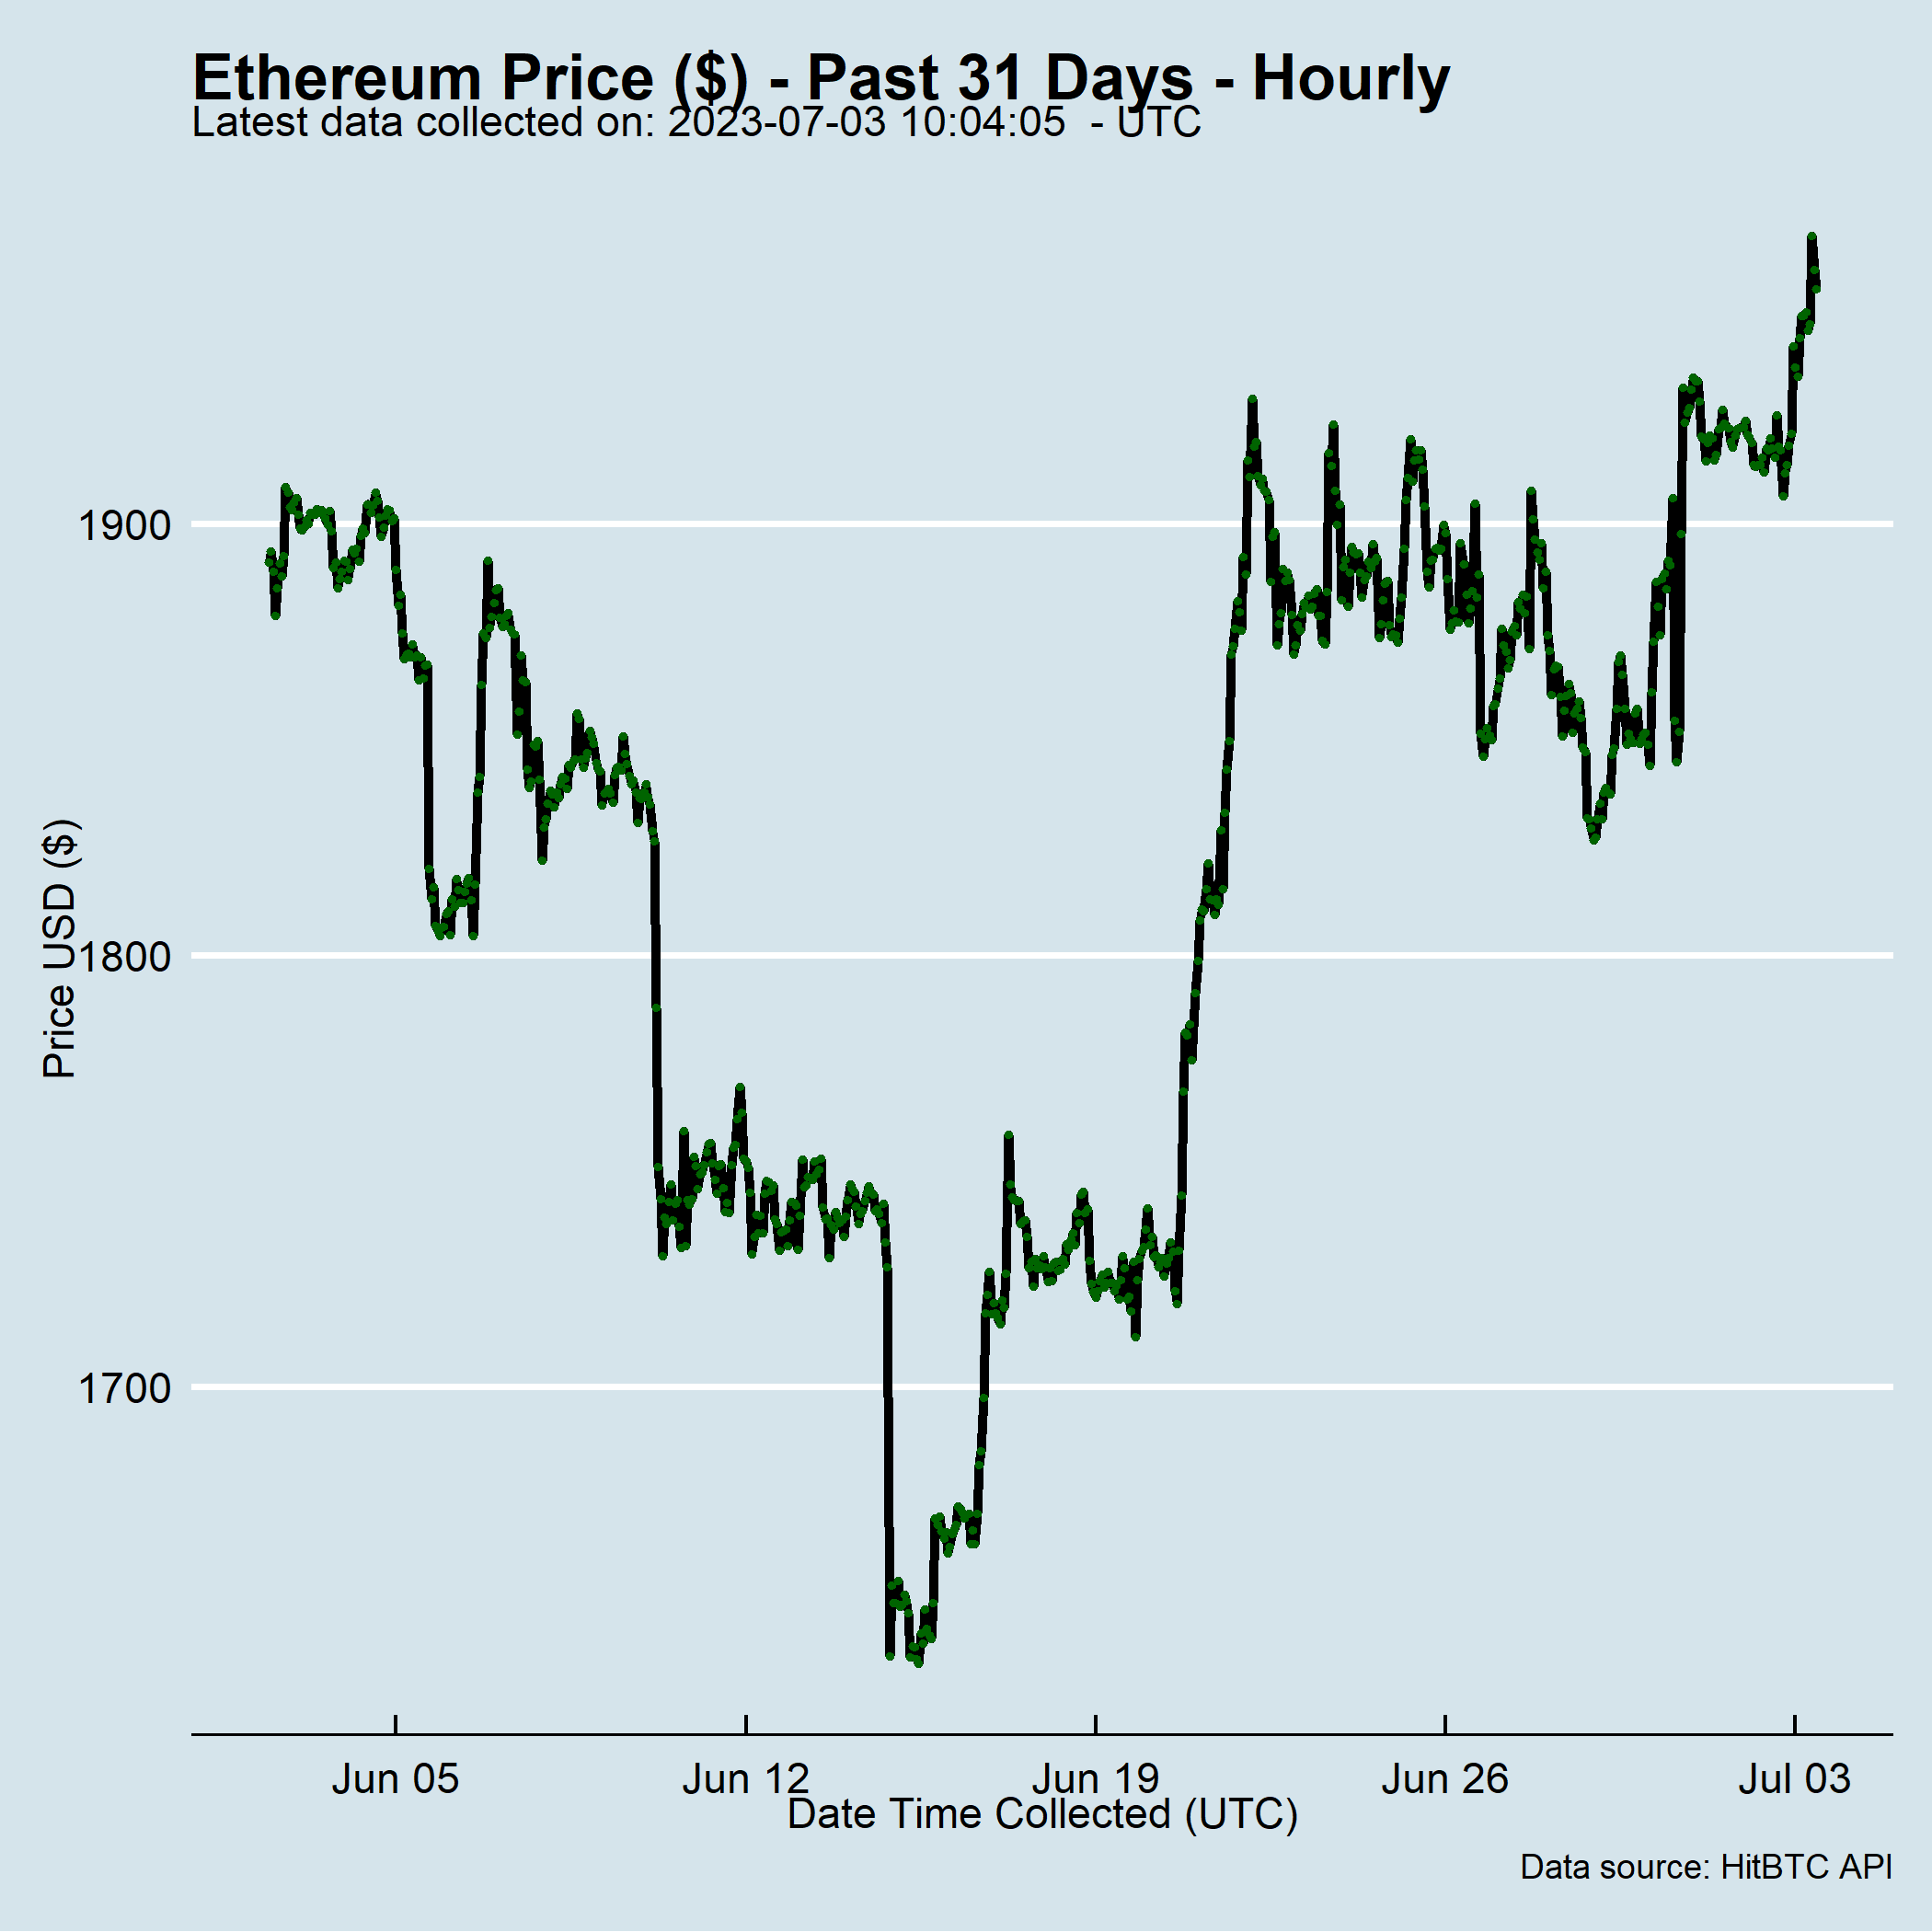 Ethereum Price ($) - Past 31 Days - Hourly
Latest data collected on: 2023-07-03 10:04:05  - UTC
Price USD ($)
1900
1800
1700
Jun 05
Jun 12
Jun 19
Jun 26
Jul 03
Date Time Collected (UTC)
Data source: HitBTC API